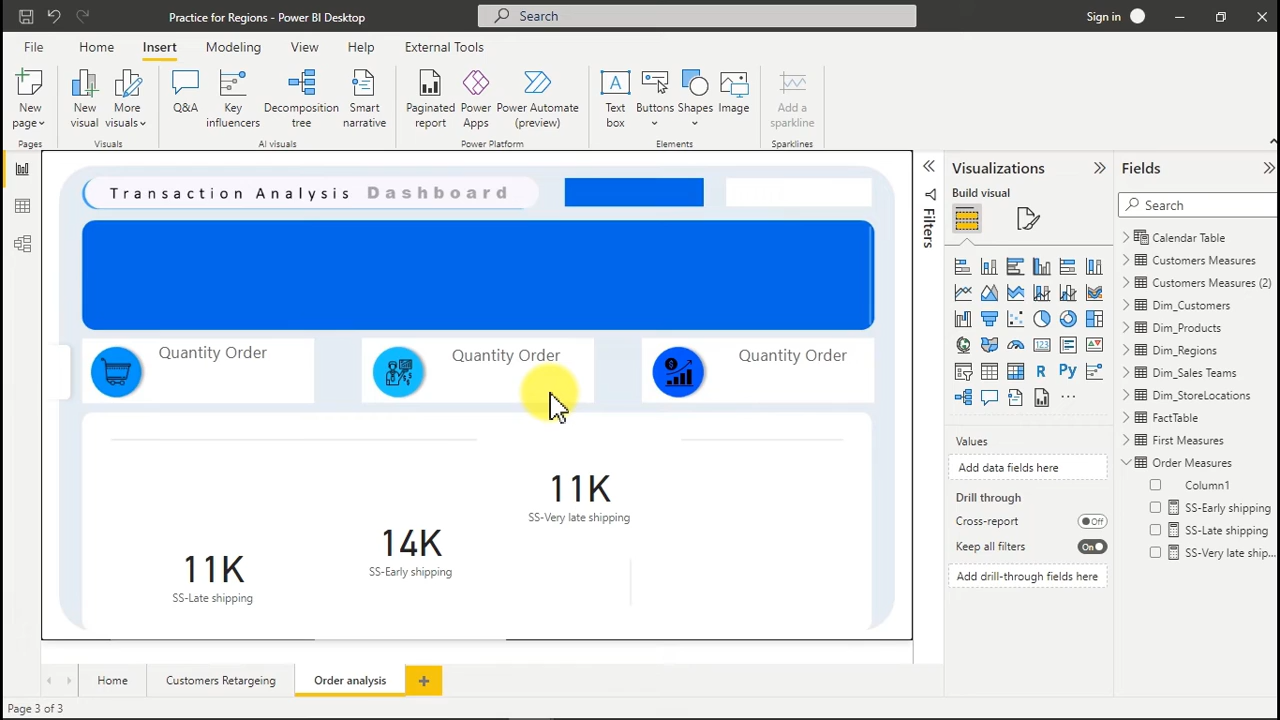 Practice for Regions - Power BI Desktop
Search
Sign in
File Home Insert Modeling View Help External Tools
New page
New visual
More visuals
Q&A
Key influencers
Decomposition tree
Smart narrative
Paginated report
Power Apps
Power Automate (preview)
Text box
Buttons
Shapes
Image
Add a sparkline
Pages
Visuals
AI visuals
Power Platform
Elements
Sparklines
Transaction Analysis Dashboard
Quantity Order
Quantity Order
Quantity Order
11K
SS-Very late shipping
14K
SS-Early shipping
11K
SS-Late shipping
Filters
Visualizations
Build visual
R
Py
123
Values
Add data fields here
Drill through
Cross-report
Off
Keep all filters
On
Add drill-through fields here
Fields
Search
Calendar Table
Customers Measures
Customers Measures (2)
Dim_Customers
Dim_Products
Dim_Regions
Dim_Sales Teams
Dim_StoreLocations
FactTable
First Measures
Order Measures
Column1
SS-Early shipping
SS-Late shipping
SS-Very late ship...
Home
Customers Retargeing
Order analysis
Page 3 of 3